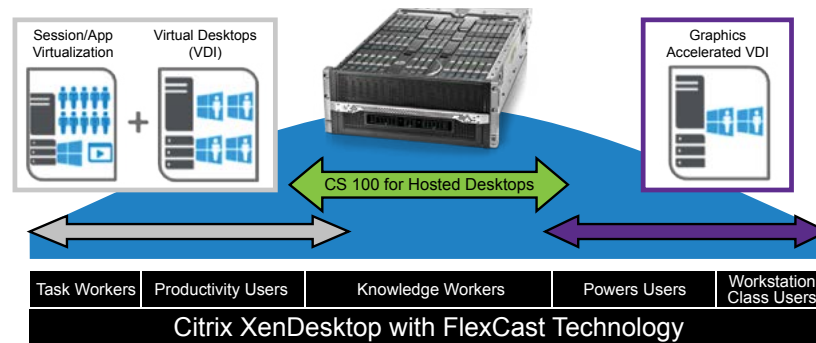 Session/App
Virtualization
Virtual Desktops
(VDI)
Graphics
Accelerated VDI
CS 100 for Hosted Desktops
Task Workers
Productivity Users
Knowledge Workers
Powers Users
Workstation
Class Users
Citrix XenDesktop with FlexCast Technology